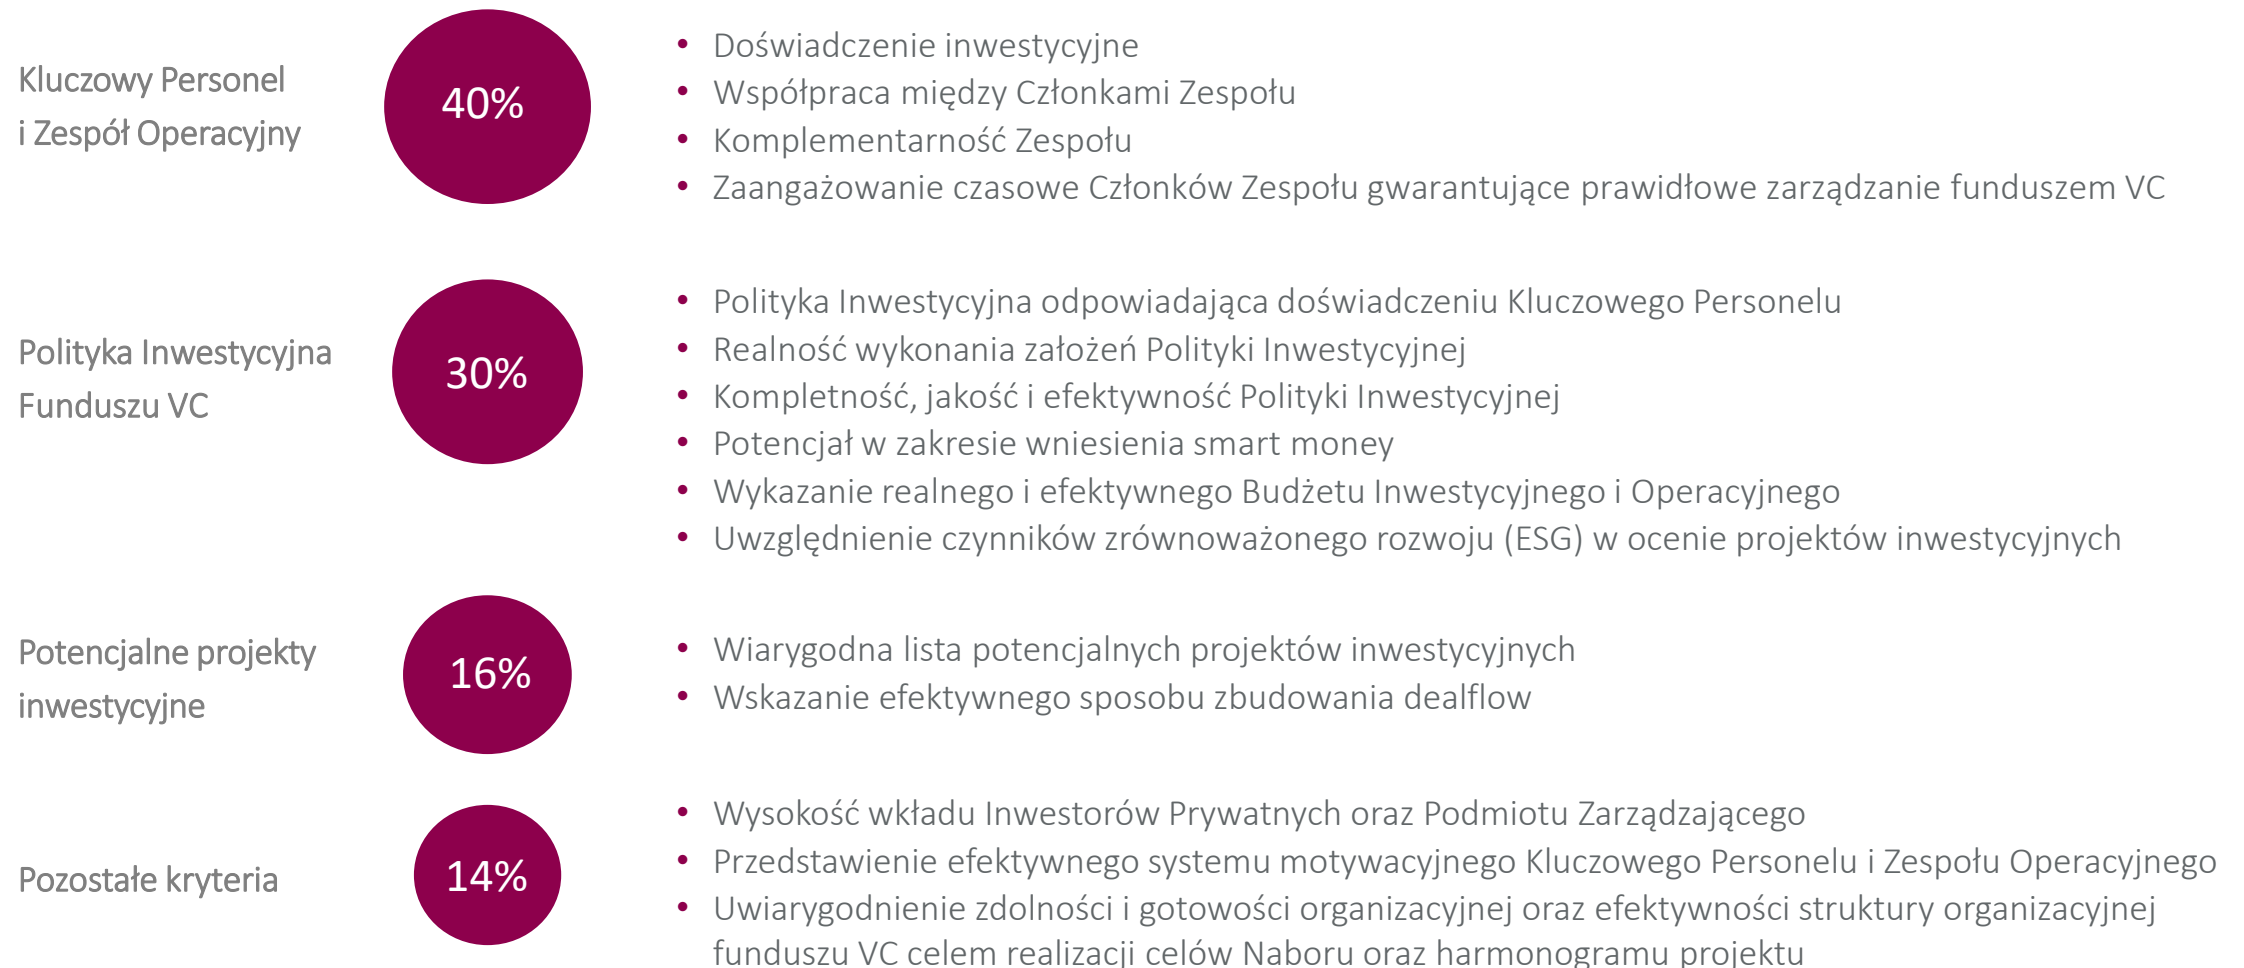 Kluczowy Personel
i Zespół Operacyjny
40%
• Doświadczenie inwestycyjne
• Współpraca między Członkami Zespołu
• Komplementarność Zespołu
• Zaangażowanie czasowe Członków Zespołu gwarantujące prawidłowe zarządzanie funduszem VC
Polityka Inwestycyjna
Funduszu VC
30%
• Polityka Inwestycyjna odpowiadająca doświadczeniu Kluczowego Personelu
• Realność wykonania założeń Polityki Inwestycyjnej
• Kompletność, jakość i efektywność Polityki Inwestycyjnej
• Potencjał w zakresie wniesienia smart money
• Wykazanie realnego i efektywnego Budżetu Inwestycyjnego i Operacyjnego
• Uwzględnienie czynników zrównoważonego rozwoju (ESG) w ocenie projektów inwestycyjnych
Potencjalne projekty
inwestycyjne
16%
• Wiarygodna lista potencjalnych projektów inwestycyjnych
• Wskazanie efektywnego sposobu zbudowania dealflow
Pozostałe kryteria
14%
• Wysokość wkładu Inwestorów Prywatnych oraz Podmiotu Zarządzającego
• Przedstawienie efektywnego systemu motywacyjnego Kluczowego Personelu i Zespołu Operacyjnego
• Uwiarygodnienie zdolności i gotowości organizacyjnej oraz efektywności struktury organizacyjnej
funduszu VC celem realizacji celów Naboru oraz harmonogramu projektu